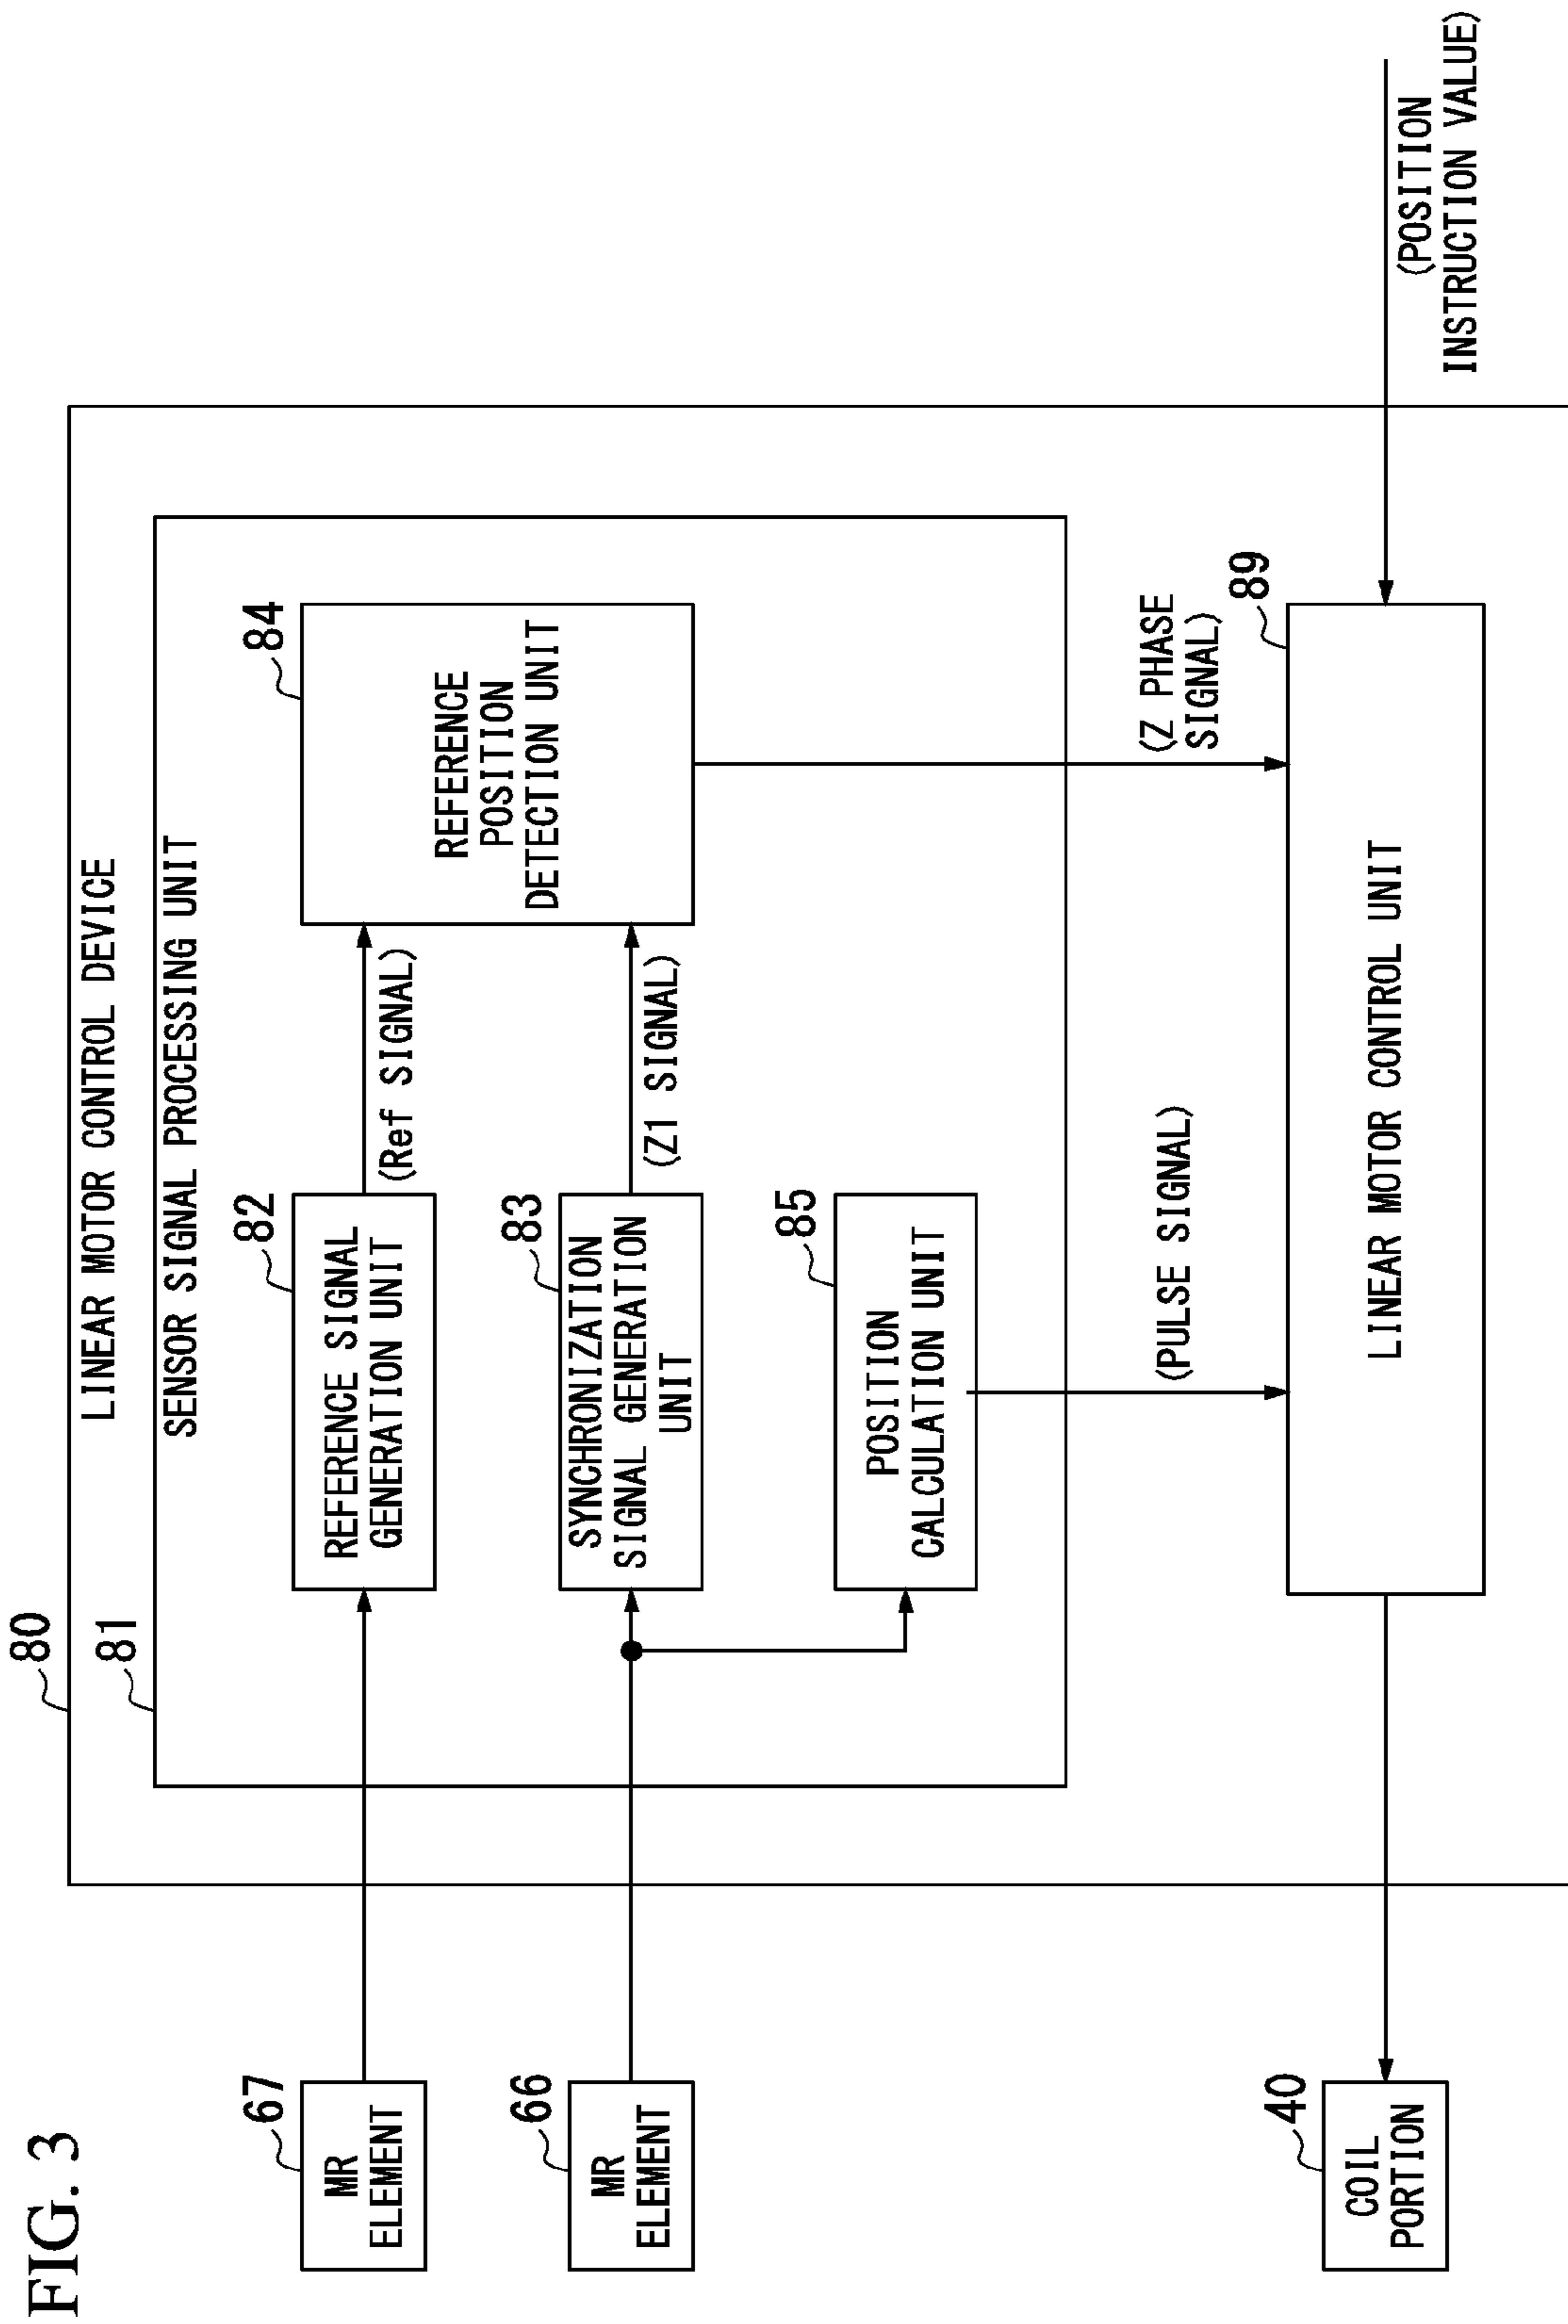 FIG. 3
80
LINEAR MOTOR CONTROL DEVICE
81
SENSOR SIGNAL PROCESSING UNIT
67
MR
ELEMENT
82
REFERENCE SIGNAL
GENERATION UNIT
(Ref SIGNAL)
84
REFERENCE
POSITION
DETECTION UNIT
66
MR
ELEMENT
83
SYNCHRONIZATION
SIGNAL GENERATION
UNIT
(Z1 SIGNAL)
85
POSITION
CALCULATION UNIT
(PULSE SIGNAL)
(Z PHASE
SIGNAL)
89
40
COIL
PORTION
LINEAR MOTOR CONTROL UNIT
(POSITION
INSTRUCTION VALUE)